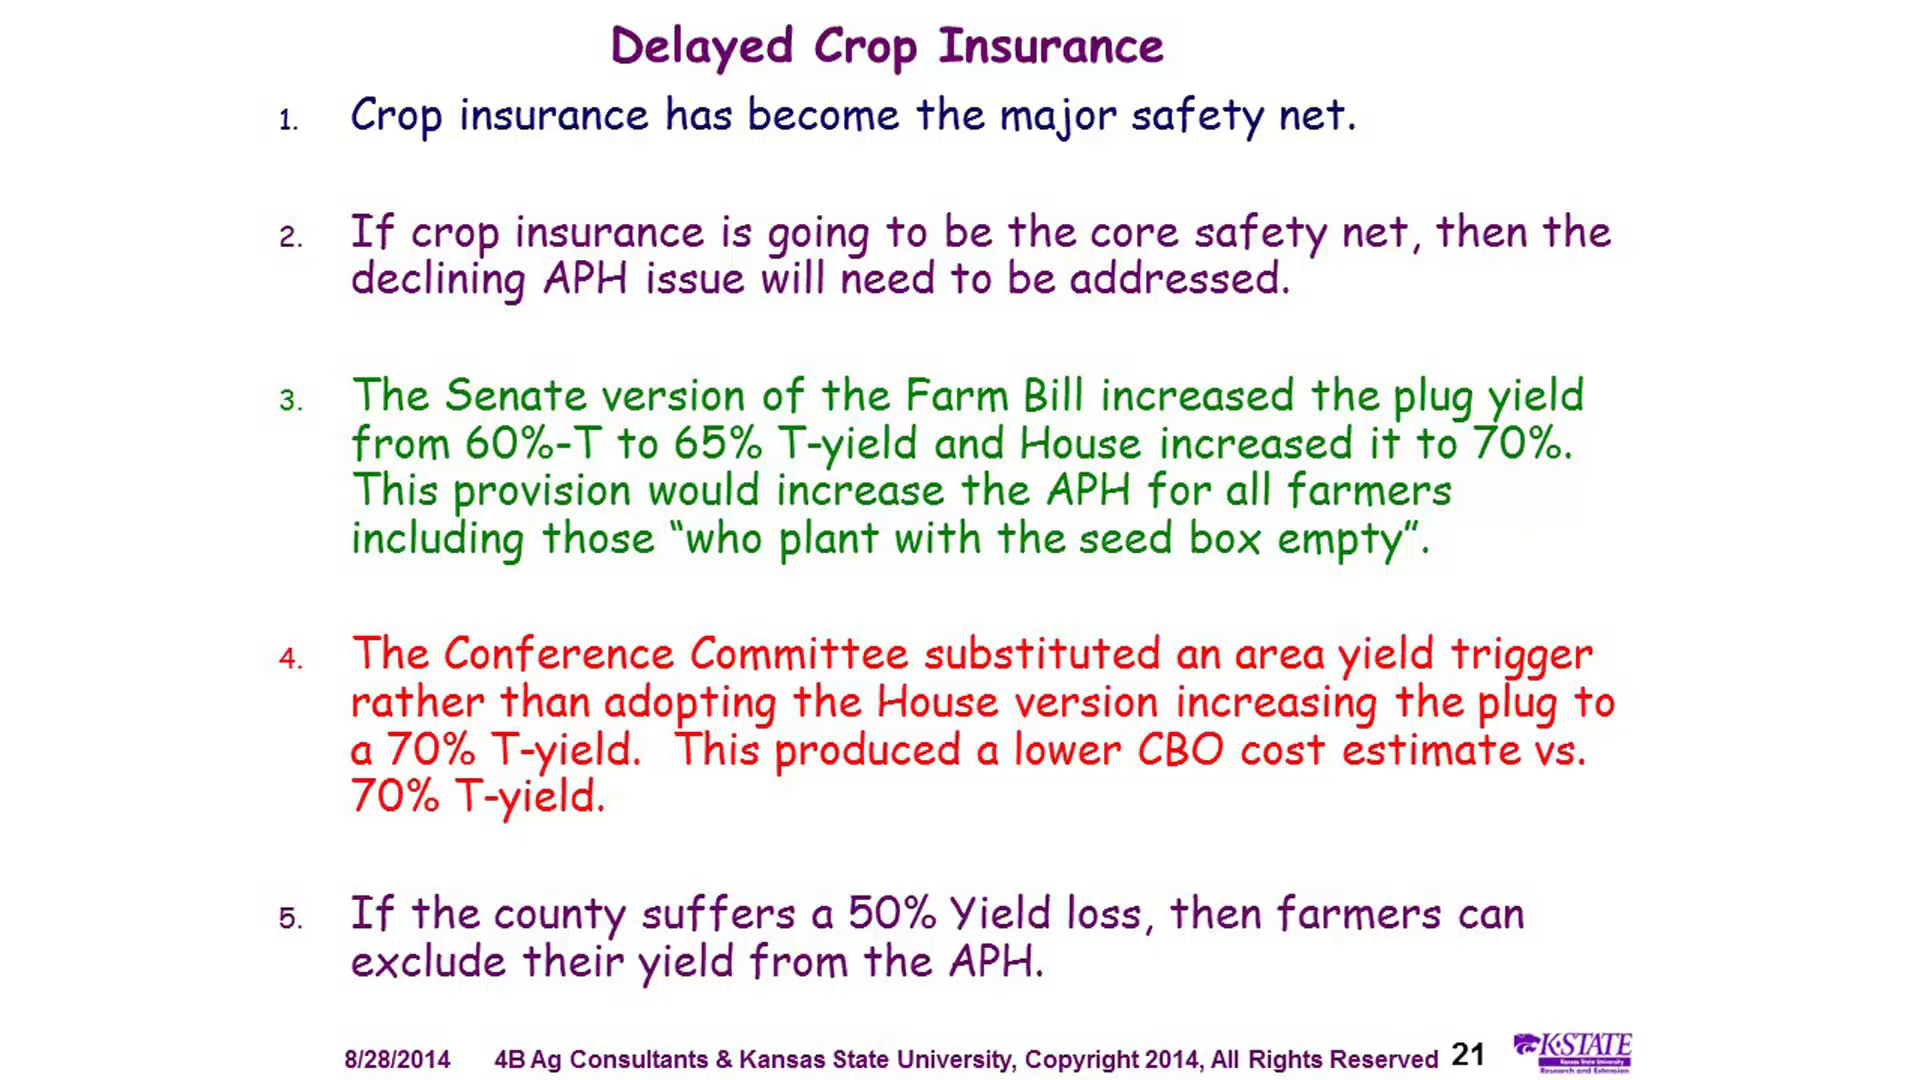 Delayed Crop Insurance
1. Crop insurance has become the major safety net.
2. If crop insurance is going to be the core safety net, then the
declining APH issue will need to be addressed.
3. The Senate version of the Farm Bill increased the plug yield
from 60%-T to 65% T-yield and House increased it to 70%.
This provision would increase the APH for all farmers
including those “who plant with the seed box empty”.
4. The Conference Committee substituted an area yield trigger
rather than adopting the House version increasing the plug to
a 70% T-yield. This produced a lower CBO cost estimate vs.
70% T-yield.
5. If the county suffers a 50% Yield loss, then farmers can
exclude their yield from the APH.
8/28/2014 4B Ag Consultants & Kansas State University, Copyright 2014, All Rights Reserved 21
K-STATE
Kansas State University
Research and Extension